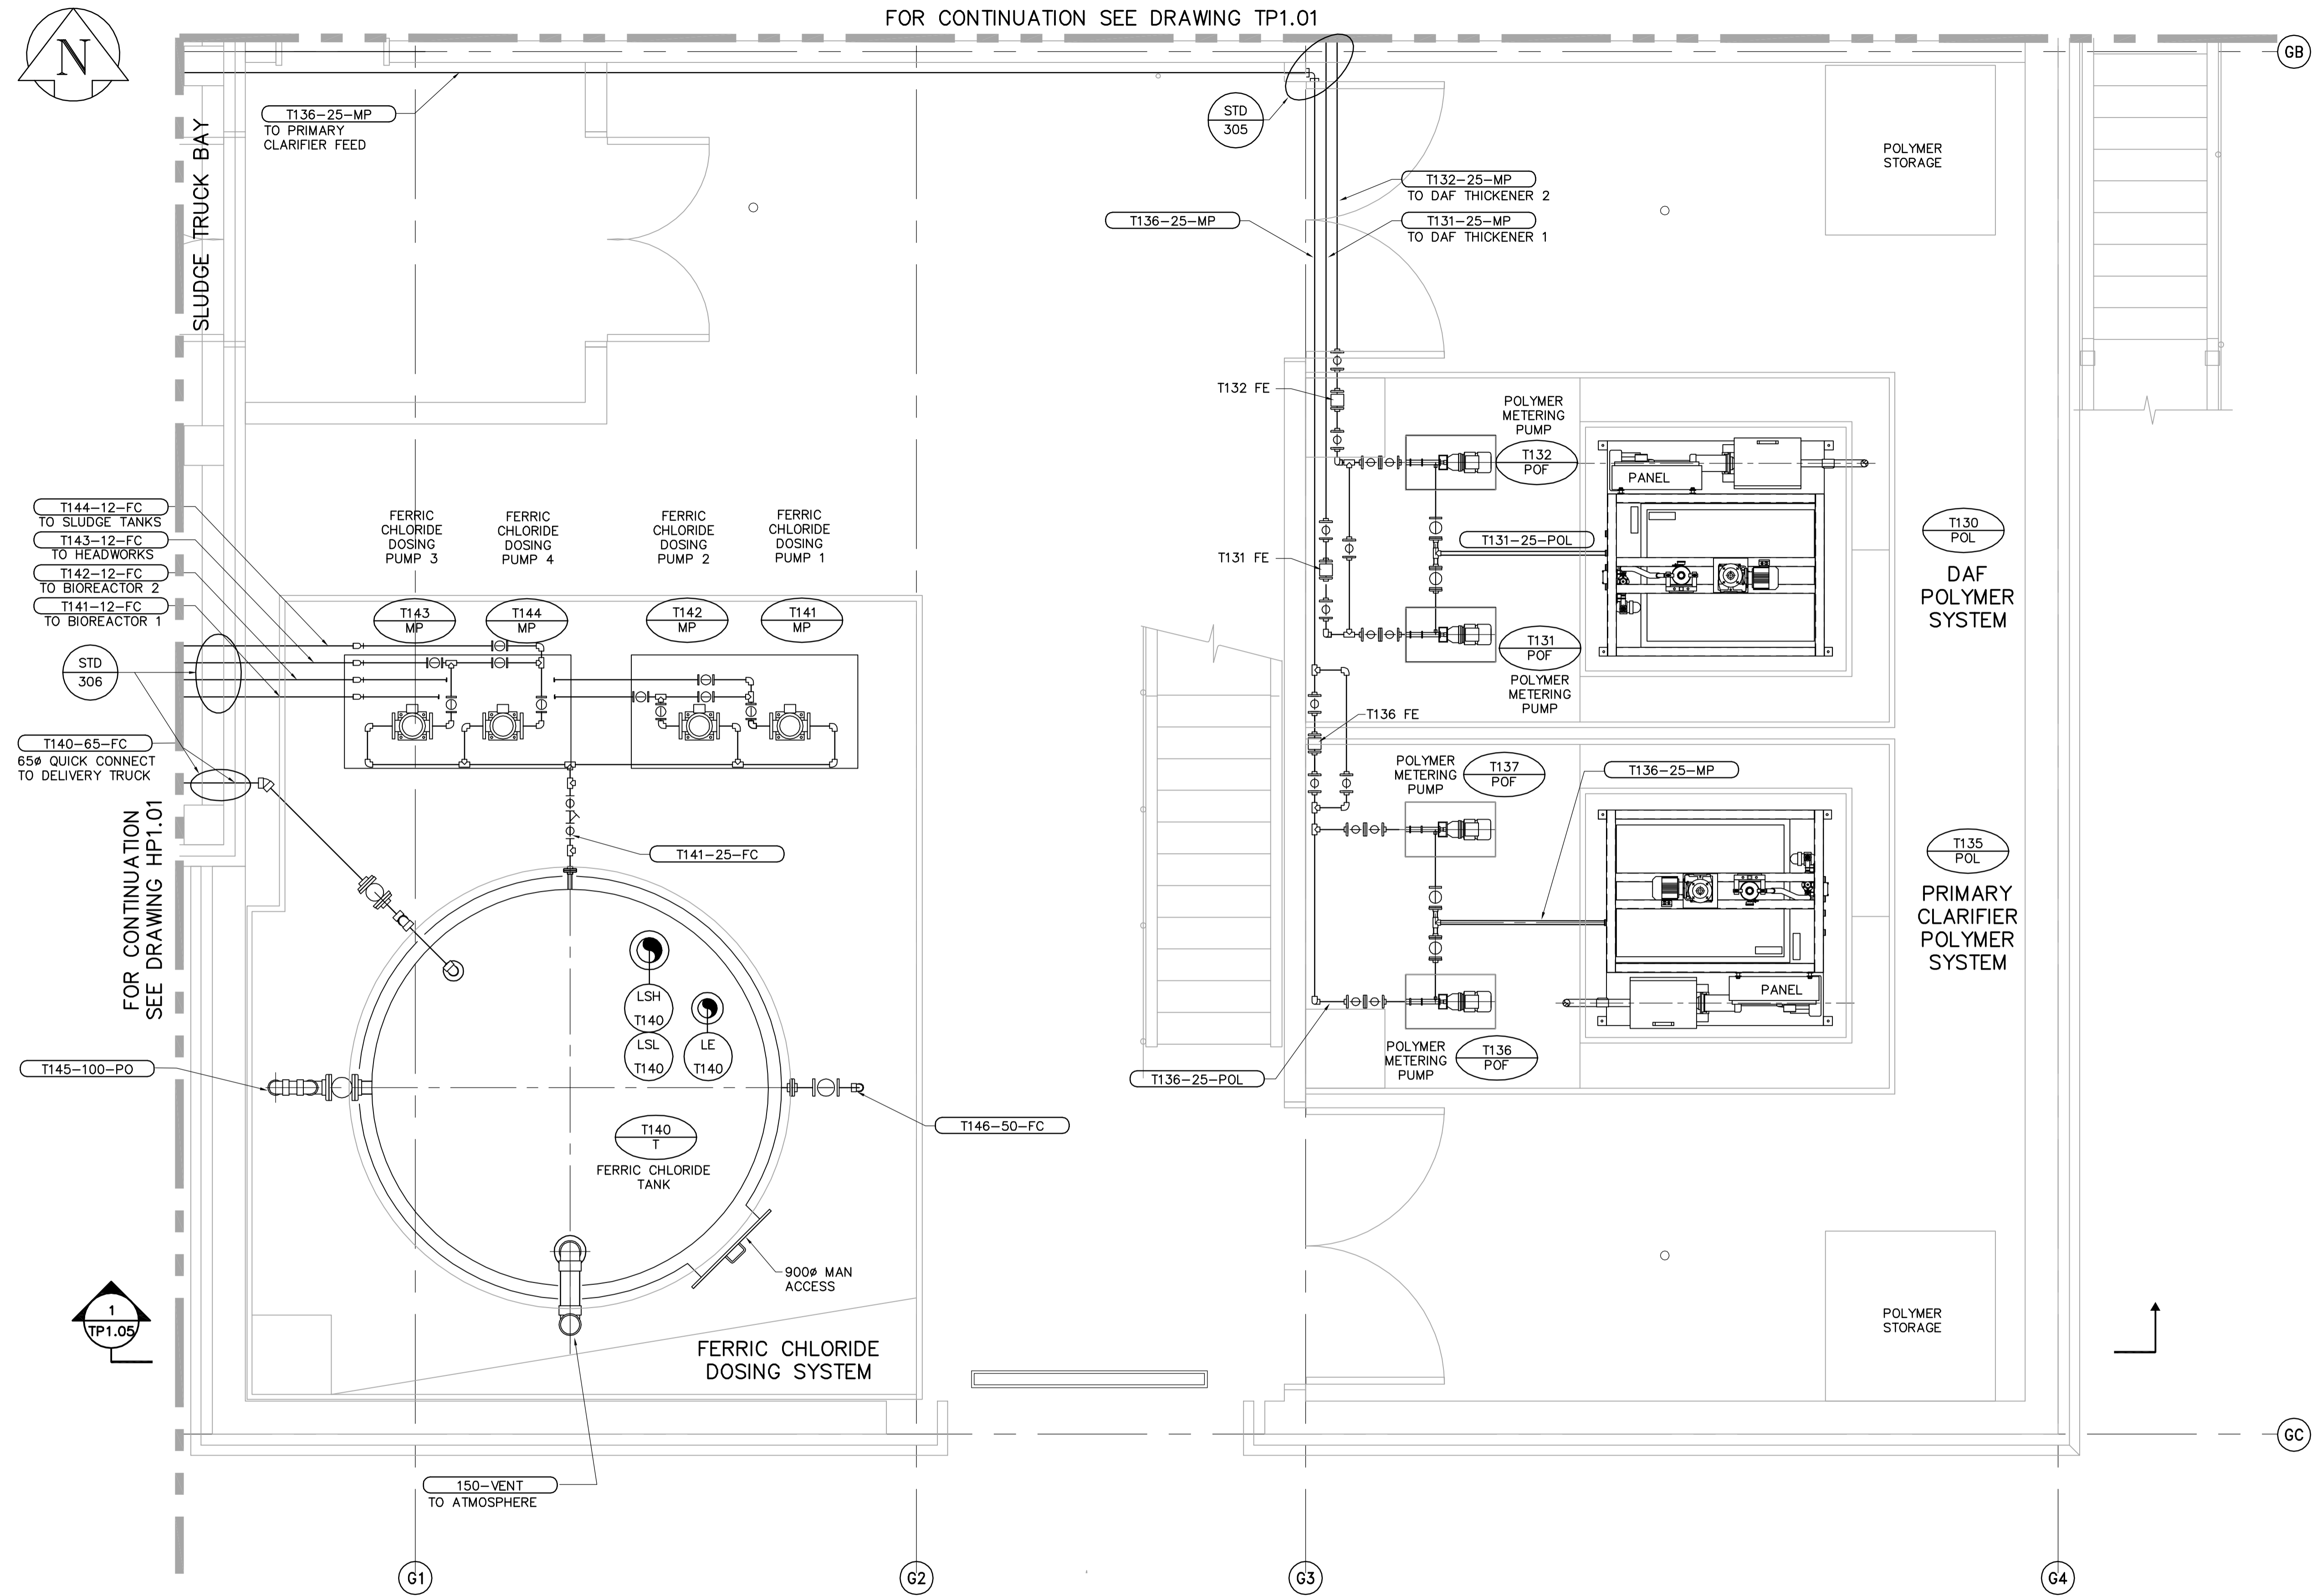 FOR CONTINUATION SEE DRAWING TP1.01
N
GB
T136-25-MP
TO PRIMARY
CLARIFIER FEED
SLUDGE TRUCK BAY
STD
305
POLYMER
STORAGE
T132-25-MP
TO DAF THICKENER 2
T136-25-MP
T131-25-MP
TO DAF THICKENER 1
T132 FE
POLYMER
METERING
PUMP
T132
POF
PANEL
T144-12-FC
TO SLUDGE TANKS
T143-12-FC
TO HEADWORKS
T142-12-FC
TO BIOREACTOR 2
T141-12-FC
TO BIOREACTOR 1
FERRIC
CHLORIDE
DOSING
PUMP 3
FERRIC
CHLORIDE
DOSING
PUMP 4
FERRIC
CHLORIDE
DOSING
PUMP 2
FERRIC
CHLORIDE
DOSING
PUMP 1
T131-25-POL
T130
POL
DAF
POLYMER
SYSTEM
T131 FE
T143
MP
T144
MP
T142
MP
T141
MP
T131
POF
POLYMER
METERING
PUMP
STD
306
T136 FE
T140-65-FC
65ø QUICK CONNECT
TO DELIVERY TRUCK
POLYMER
METERING
PUMP
T137
POF
T136-25-MP
FOR CONTINUATION
SEE DRAWING HP1.01
T141-25-FC
T135
POL
PRIMARY
CLARIFIER
POLYMER
SYSTEM
LSH
T140
LSL
T140
LE
T140
PANEL
T145-100-PO
POLYMER
METERING
PUMP
T136
POF
T136-25-POL
T146-50-FC
T140
T
FERRIC CHLORIDE
TANK
900ø MAN
ACCESS
1
TP1.05
FERRIC CHLORIDE
DOSING SYSTEM
POLYMER
STORAGE
GC
150-VENT
TO ATMOSPHERE
G1
G2
G3
G4